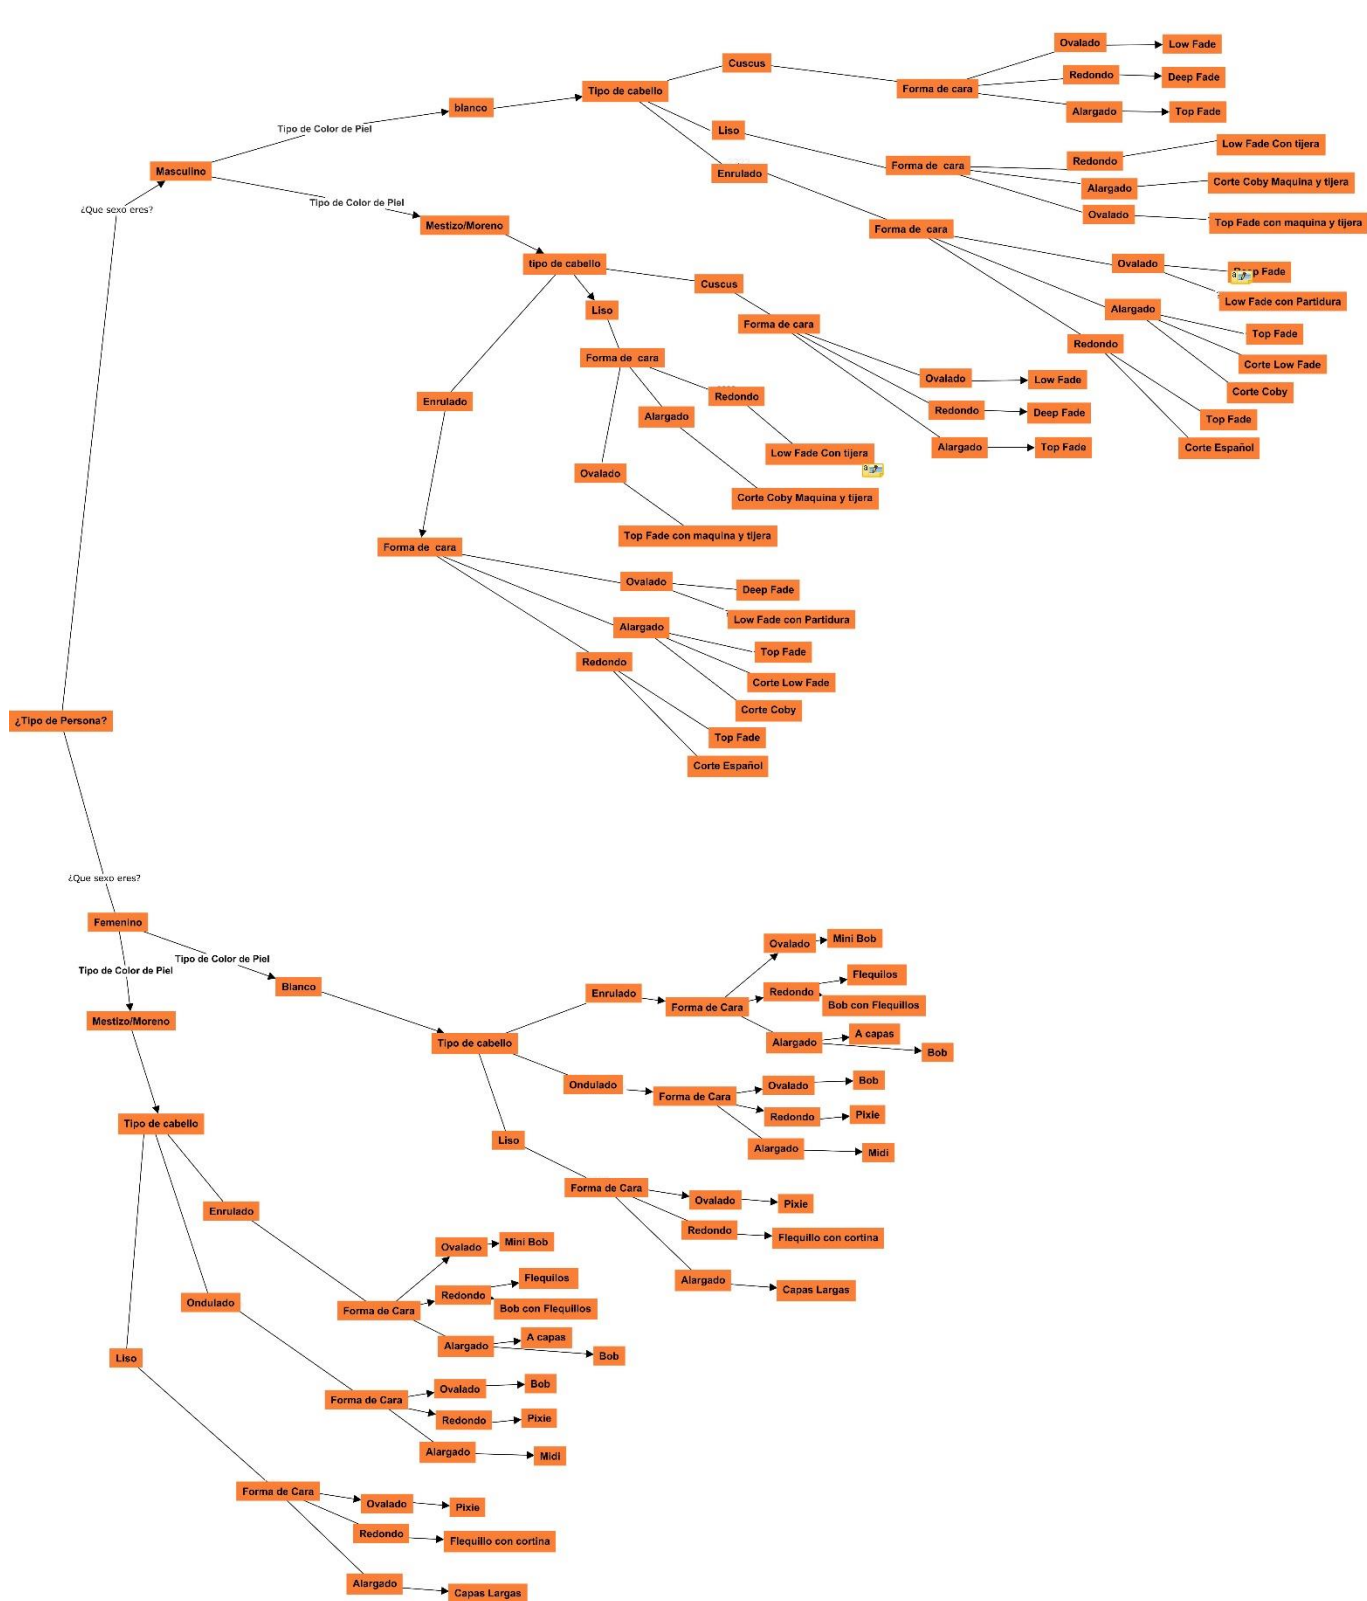 ¿Tipo de Persona?
¿Que sexo eres?
Masculino
Tipo de Color de Piel
blanco
Tipo de cabello
Cuscus
Forma de cara
Ovalado
Low Fade
Redondo
Deep Fade
Alargado
Top Fade
Liso
Forma de cara
Redondo
Low Fade Con tijera
Alargado
Corte Coby Maquina y tijera
Ovalado
Top Fade con maquina y tijera
Enrulado
Forma de cara
Ovalado
Fade
Low Fade con Partidura
Alargado
Top Fade
Corte Low Fade
Corte Coby
Redondo
Top Fade
Corte Español
Tipo de Color de Piel
Mestizo/Moreno
tipo de cabello
Cuscus
Forma de cara
Ovalado
Low Fade
Redondo
Deep Fade
Alargado
Top Fade
Liso
Forma de cara
Redondo
Low Fade Con tijera
Alargado
Corte Coby Maquina y tijera
Ovalado
Top Fade con maquina y tijera
Enrulado
Forma de cara
Ovalado
Deep Fade
Low Fade con Partidura
Alargado
Top Fade
Corte Low Fade
Corte Coby
Redondo
Top Fade
Corte Español
¿Que sexo eres?
Femenino
Tipo de Color de Piel
Blanco
Tipo de cabello
Enrulado
Forma de Cara
Ovalado
Mini Bob
Redondo
Flequilos
Bob con Flequillos
Alargado
A capas
Bob
Ondulado
Forma de Cara
Ovalado
Bob
Redondo
Pixie
Alargado
Midi
Liso
Forma de Cara
Ovalado
Pixie
Redondo
Flequillo con cortina
Alargado
Capas Largas
Tipo de Color de Piel
Mestizo/Moreno
Tipo de cabello
Enrulado
Forma de Cara
Ovalado
Mini Bob
Redondo
Flequilos
Bob con Flequillos
Alargado
A capas
Bob
Ondulado
Forma de Cara
Ovalado
Bob
Redondo
Pixie
Alargado
Midi
Liso
Forma de Cara
Ovalado
Pixie
Redondo
Flequillo con cortina
Alargado
Capas Largas